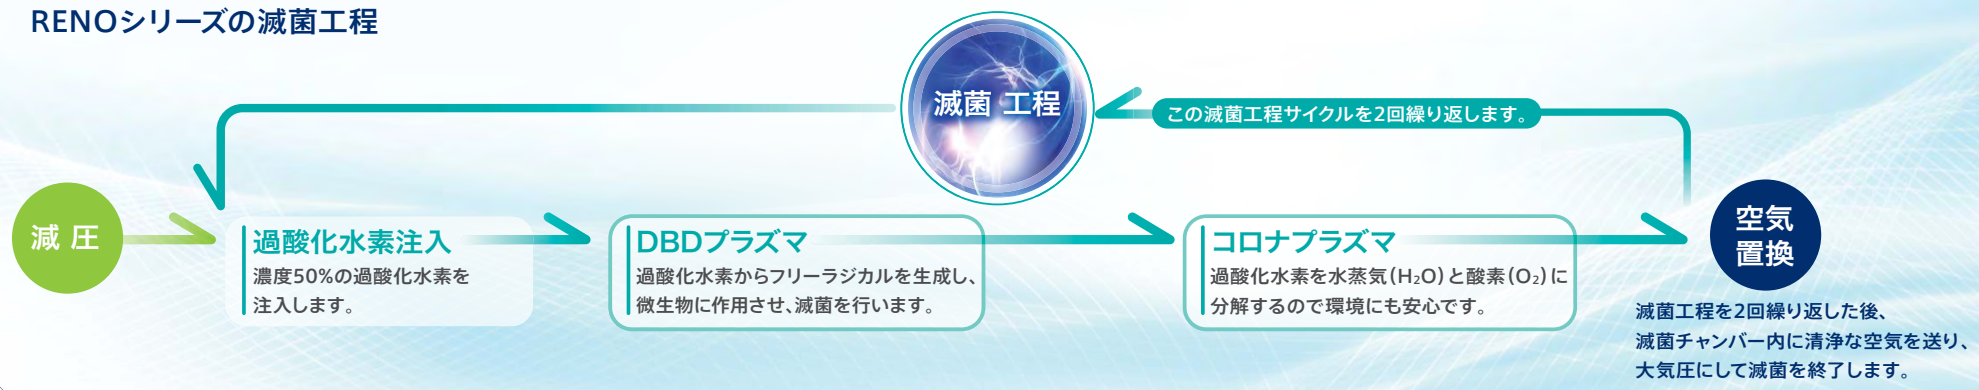 RENOシリーズの滅菌工程
滅菌 工程
この滅菌工程サイクルを2回繰り返します。
減 圧
過酸化水素注入
濃度50%の過酸化水素を
注入します。
DBDプラズマ
過酸化水素からフリーラジカルを生成し、
微生物に作用させ、滅菌を行います。
コロナプラズマ
過酸化水素を水蒸気(H₂O)と酸素(O₂)に
分解するので環境にも安心です。
空気
置換
滅菌工程を2回繰り返した後、
滅菌チャンバー内に清浄な空気を送り、
大気圧にして滅菌を終了します。